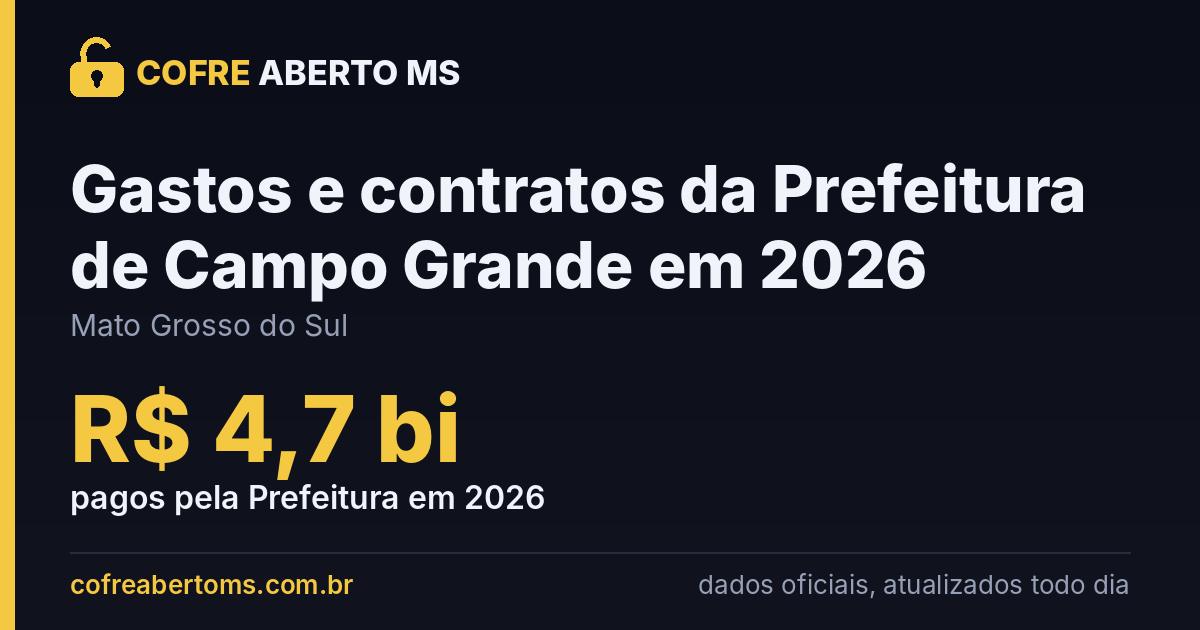 COFRE ABERTO MS
Gastos e contratos da Prefeitura
de Campo Grande em 2026
Mato Grosso do Sul
R$ 4,7 bi
pagos pela Prefeitura em 2026
cofreabertoms.com.br
dados oficiais, atualizados todo dia